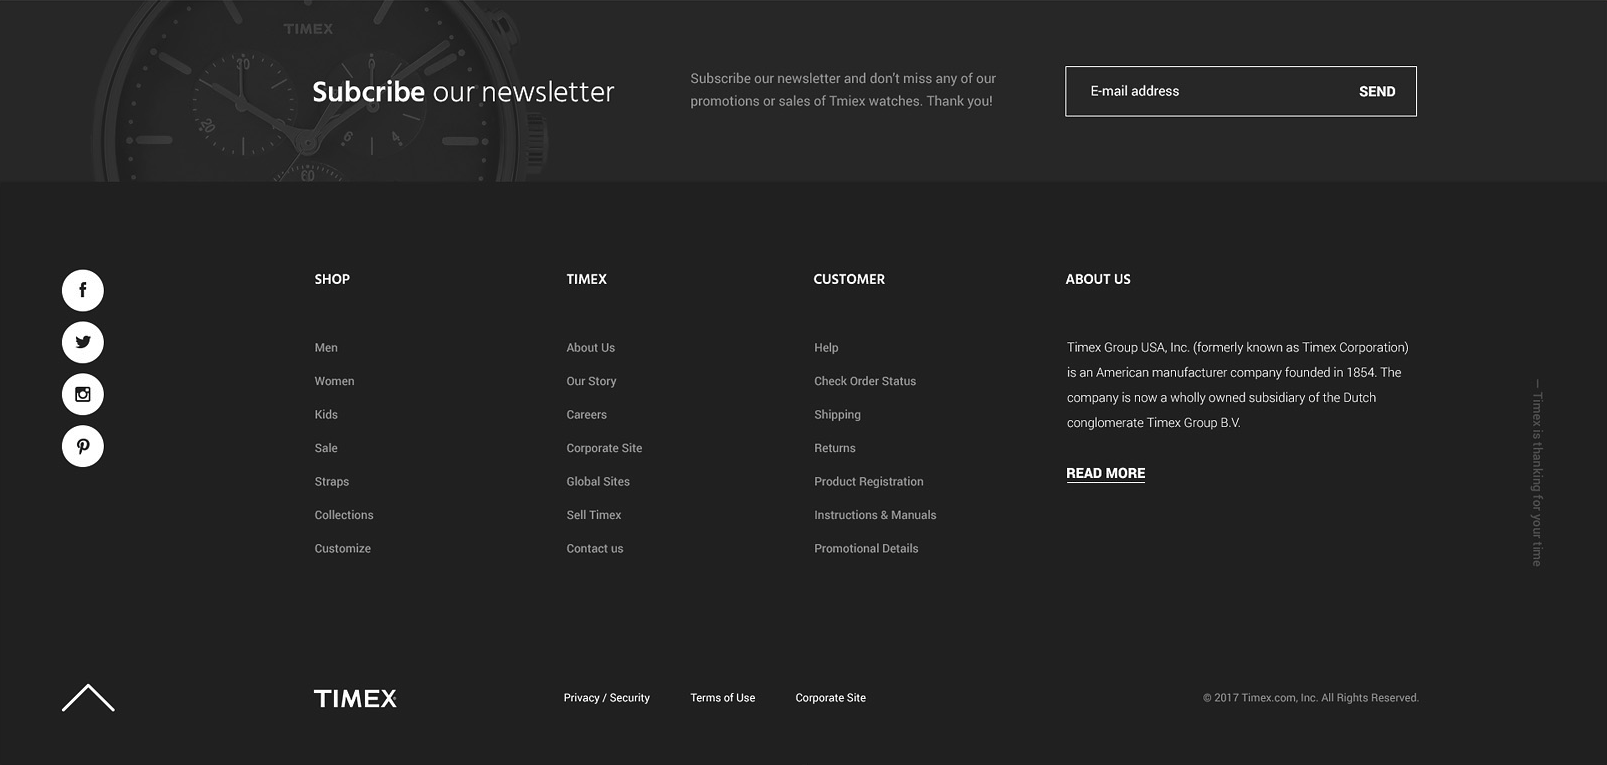 TIMEX
30
0
20
6
60
Subcribe our newsletter
Subscribe our newsletter and don't miss any of our
promotions or sales of Tmiex watches. Thank you!
E-mail address
SEND
SHOP
Men
Women
Kids
Sale
Straps
Collections
Customize
TIMEX
About Us
Our Story
Careers
Corporate Site
Global Sites
Sell Timex
Contact us
CUSTOMER
Help
Check Order Status
Shipping
Returns
Product Registration
Instructions & Manuals
Promotional Details
ABOUT US
Timex Group USA, Inc. (formerly known as Timex Corporation)
is an American manufacturer company founded in 1854. The
company is now a wholly owned subsidiary of the Dutch
conglomerate Timex Group B.V.
READ MORE
— Timex is thanking for your time
TIMEX
Privacy / Security
Terms of Use
Corporate Site
© 2017 Timex.com, Inc. All Rights Reserved.